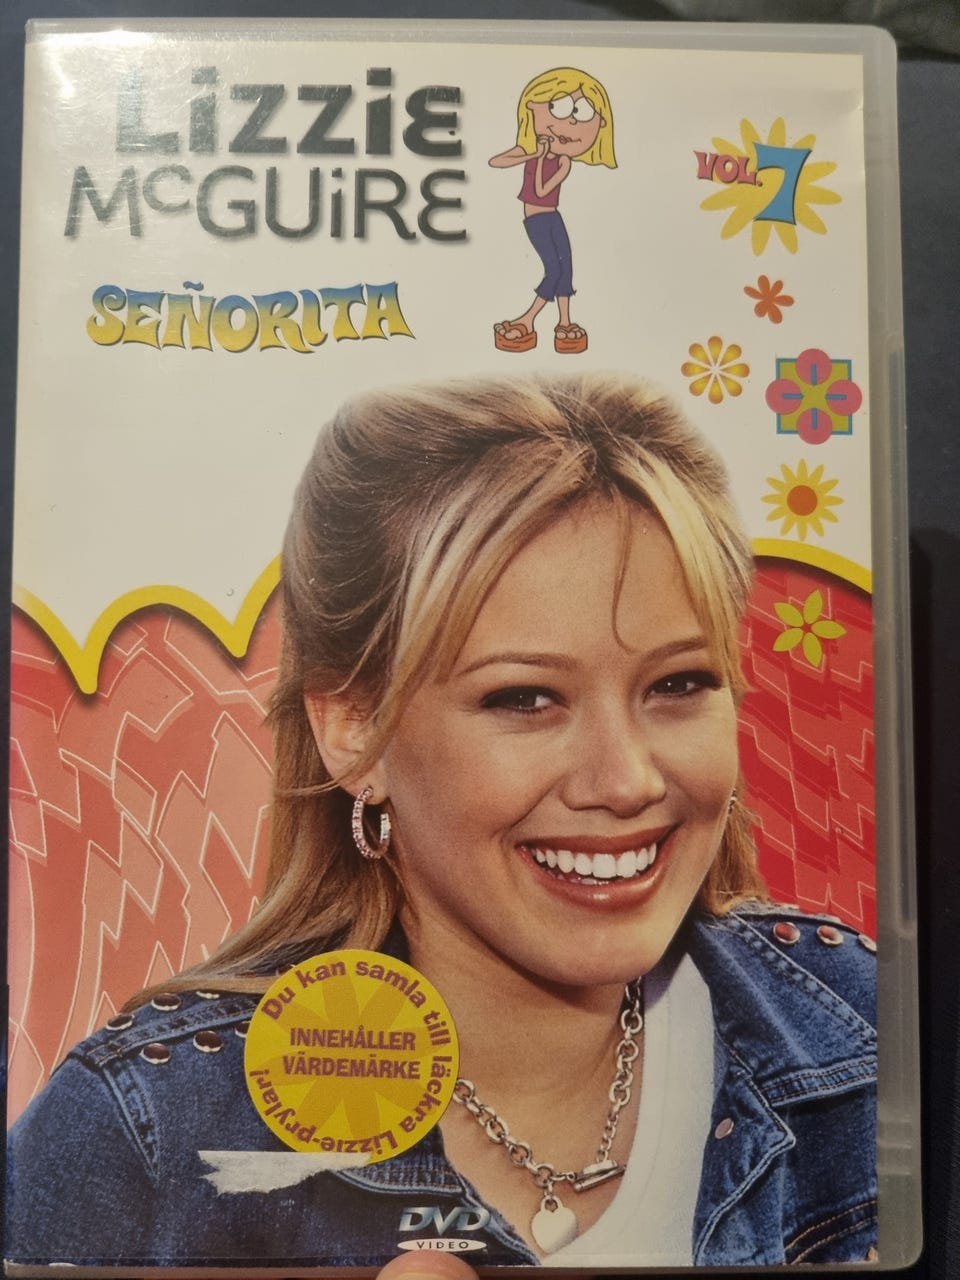 Lizzie
McGuire
VOL. 7
SEÑORITA
Du kan samla till läckra Lizzie-prylar!
INNEHÅLLER
VÄRDEMÄRKE
DVD
VIDEO